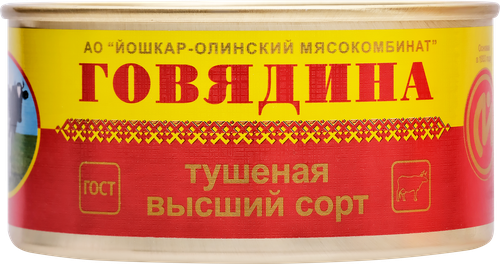 АО "ЙОШКАР-ОЛИНСКИЙ МЯСОКОМБИНАТ"
ГОВЯДИНА
ГОСТ
тушеная
высший сорт